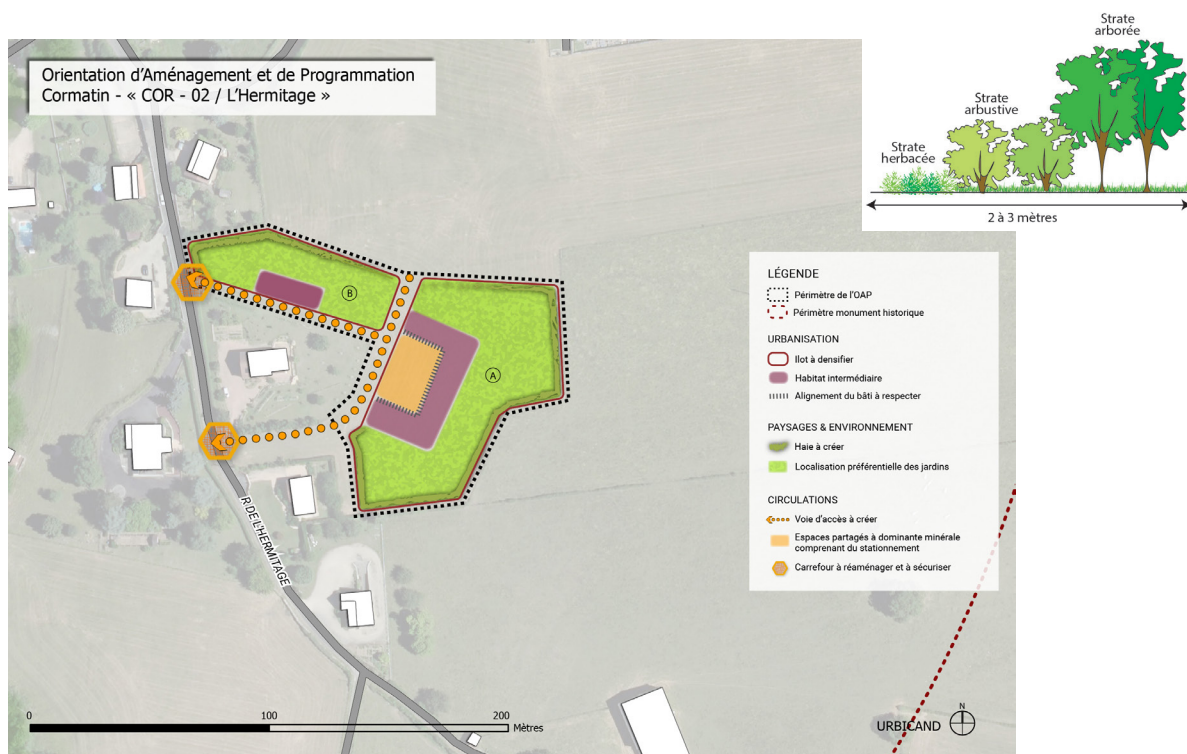 Orientation d'Aménagement et de Programmation
Cormatin - « COR - 02 / L'Hermitage »
Strate
arborée
Strate
arbustive
Strate
herbacée
2 à 3 mètres
B
A
R DE L'HERMITAGE
LÉGENDE
Périmètre de l'OAP
Périmètre monument historique
URBANISATION
Ilot à densifier
Habitat intermédiaire
Alignement du bâti à respecter
PAYSAGES & ENVIRONNEMENT
Haie à créer
Localisation préférentielle des jardins
CIRCULATIONS
Voie d'accès à créer
Espaces partagés à dominante minérale
comprenant du stationnement
Carrefour à réaménager et à sécuriser
0 100 200
Mètres
URBICAND
N